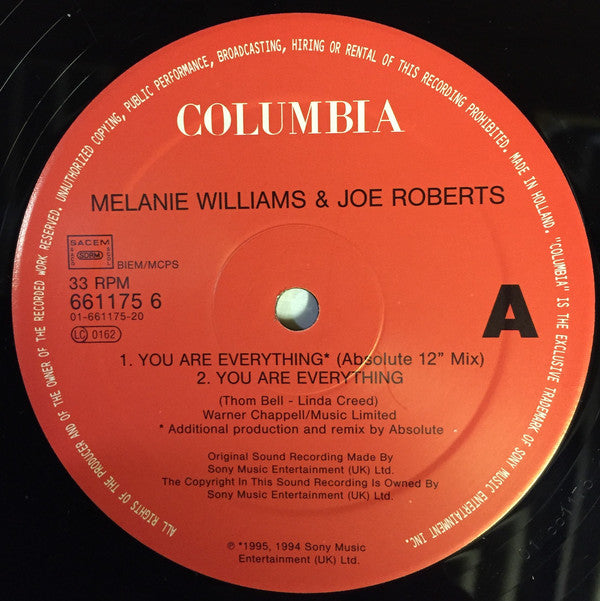 ALL RIGHTS OF THE PRODUCER AND OF THE OWNER OF THE RECORDED WORK RESERVED. UNAUTHORIZED COPYING, PUBLIC PERFORMANCE, BROADCASTING, HIRING OR RENTAL OF THIS RECORDING PROHIBITED. MADE IN HOLLAND. "COLUMBIA" IS THE EXCLUSIVE TRADEMARK OF SONY MUSIC ENTERTAINMENT INC.
COLUMBIA
MELANIE WILLIAMS & JOE ROBERTS
SACEM
SDRM
BIEM/MCPS
33 RPM
661175 6
01-661175-20
LC 0162
A
1. YOU ARE EVERYTHING* (Absolute 12” Mix)
2. YOU ARE EVERYTHING
(Thom Bell - Linda Creed)
Warner Chappell/Music Limited
* Additional production and remix by Absolute
Original Sound Recording Made By
Sony Music Entertainment (UK) Ltd.
The Copyright In This Sound Recording Is Owned By
Sony Music Entertainment (UK) Ltd.
℗ *1995, 1994 Sony Music
Entertainment (UK) Ltd.